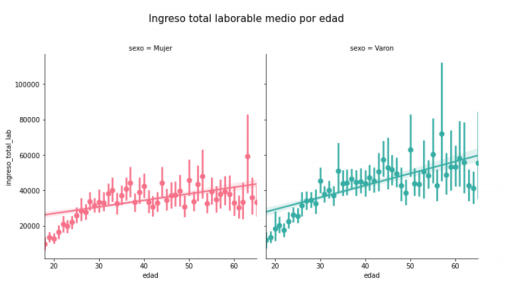 Ingreso total laborable medio por edad
sexo = Mujer
sexo = Varon
ingreso_total_lab
100000
80000
60000
40000
20000
20 30 40 50 60
20 30 40 50 60
edad
edad